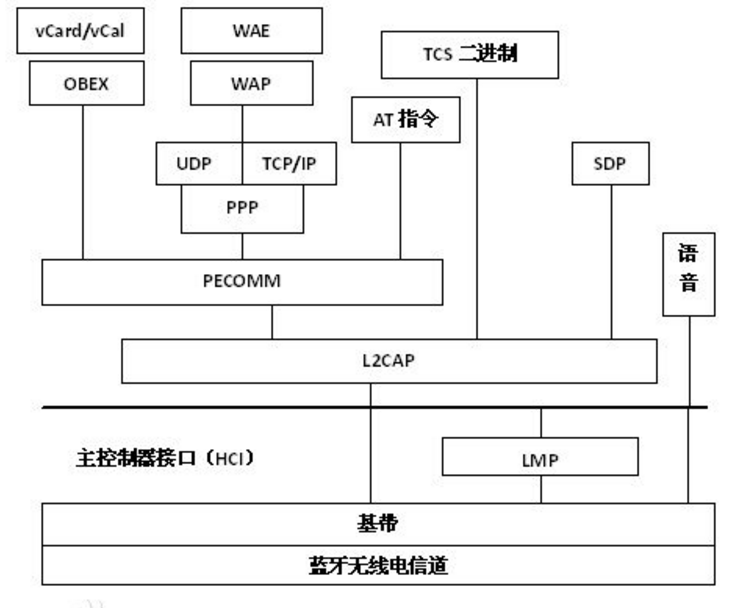 vCard/vCal
WAE
TCS 二进制
OBEX
WAP
AT 指令
UDP
TCP/IP
SDP
PPP
语
音
PECOMM
L2CAP
主控制器接口（HCI）
LMP
基带
蓝牙无线电信道